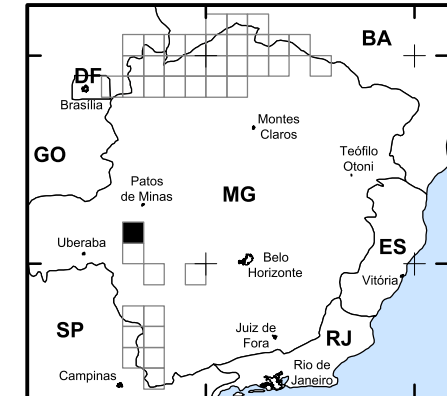 BA
DF
Brasília
Montes
Claros
Teófilo
Otoni
GO
Patos
de Minas
MG
Uberaba
Belo
Horizonte
ES
Vitória
SP
Juiz de
Fora
RJ
Rio de
Janeiro
Campinas